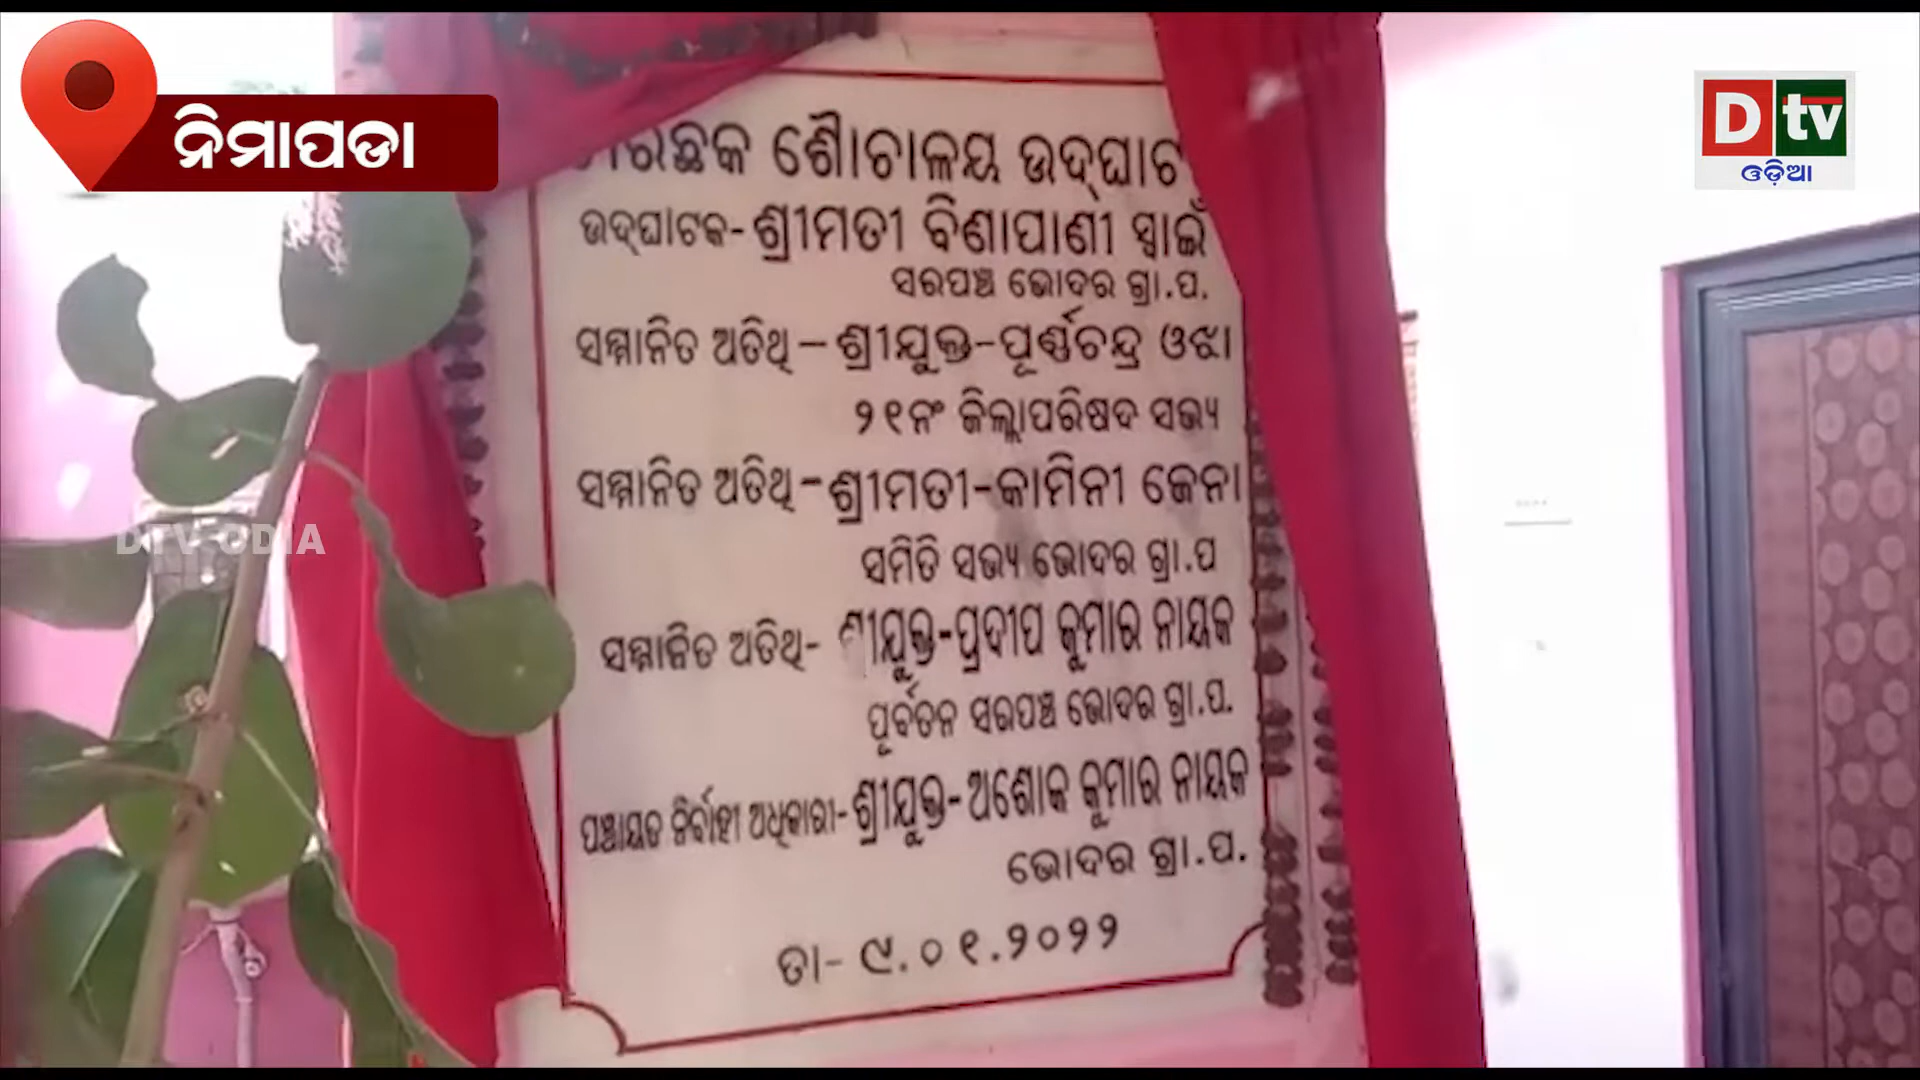 ନିମାପଡା
D tv
ଓଡ଼ିଆ
ଶୈାଚାଳୟ ଉଦ୍‌ଘାଟ
ଉଦ୍‌ଘାଟକ- ଶ୍ରୀମତୀ ବିଣାପାଣୀ ସ୍ବାଇଁ
ସରପଞ୍ଚ ଭୋଦର ଗ୍ରା.ପ.
ସମ୍ମାନିତ ଅତିଥି – ଶ୍ରୀଯୁକ୍ତ-ପୂର୍ଣ୍ଣଚନ୍ଦ୍ର ଓଝା
୨୧ନଂ ଜିଲ୍ଲାପରିଷଦ ସଭ୍ୟ
ସମ୍ମାନିତ ଅତିଥି – ଶ୍ରୀମତୀ-କାମିନୀ ଜେନା
ସମିତି ସଭ୍ୟ ଭୋଦର ଗ୍ରା.ପ
DTV ODIA
ସମ୍ମାନିତ ଅତିଥି- ଶ୍ରୀଯୁକ୍ତ-ପ୍ରଦୀପ କୁମାର ନାୟକ
ପୂର୍ବତନ ସରପଞ୍ଚ ଭୋଦର ଗ୍ରା.ପ.
ପଞ୍ଚାୟତ ନିର୍ବାହୀ ଅଧିକାରୀ- ଶ୍ରୀଯୁକ୍ତ- ଅଶୋକ କୁମାର ନାୟକ
ଭୋଦର ଗ୍ରା.ପ.
ତା- ୯.୦୧.୨୦୨୨